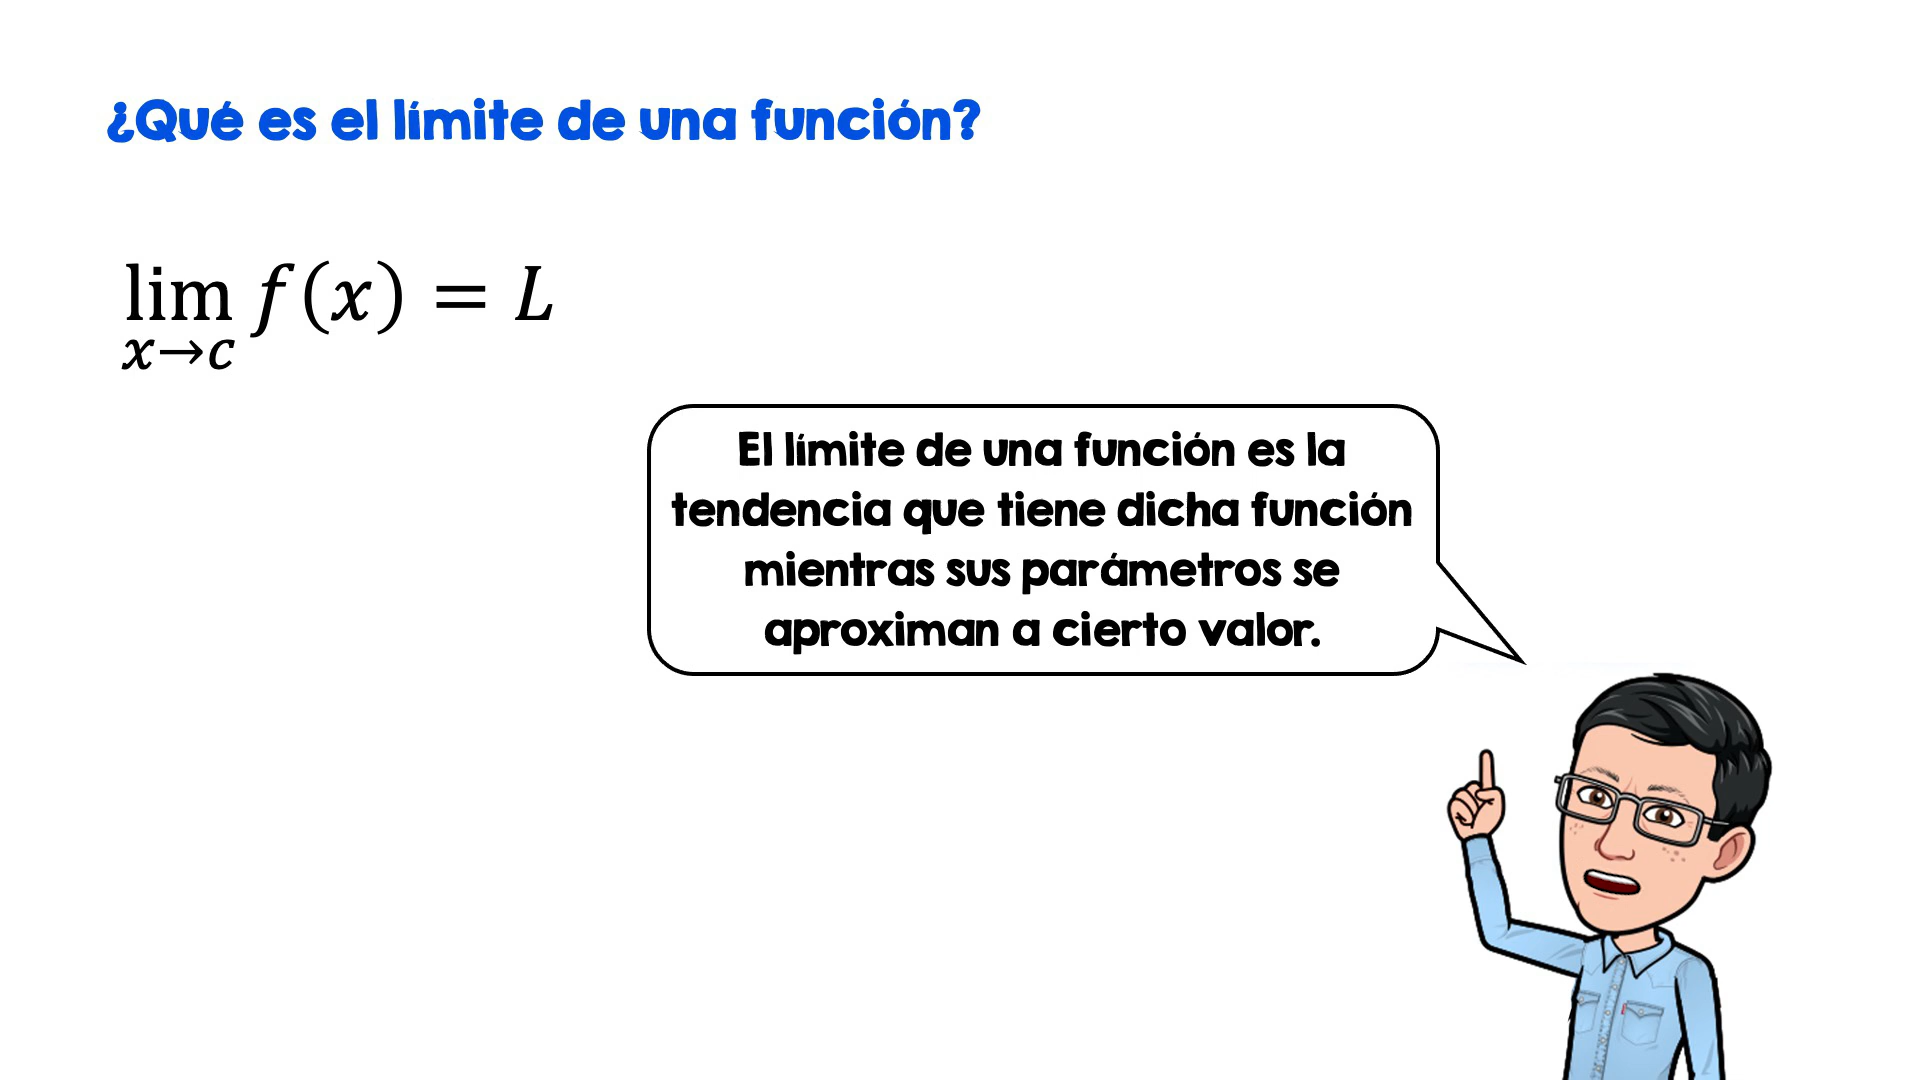 ¿Qué es el límite de una función?
lim f(x) = L
x→c
El límite de una función es la
tendencia que tiene dicha función
mientras sus parámetros se
aproximan a cierto valor.